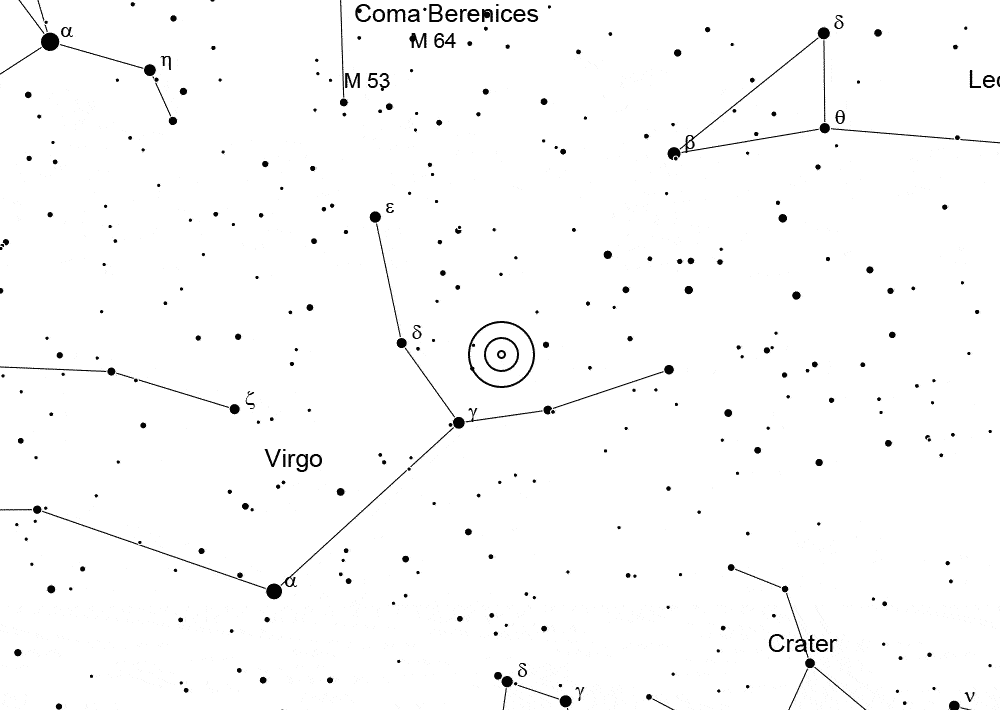 Coma Berenices
δ
α
M 64
η
M 53
Leo
θ
β
ε
δ
ζ
γ
Virgo
α
Crater
δ
γ
ν